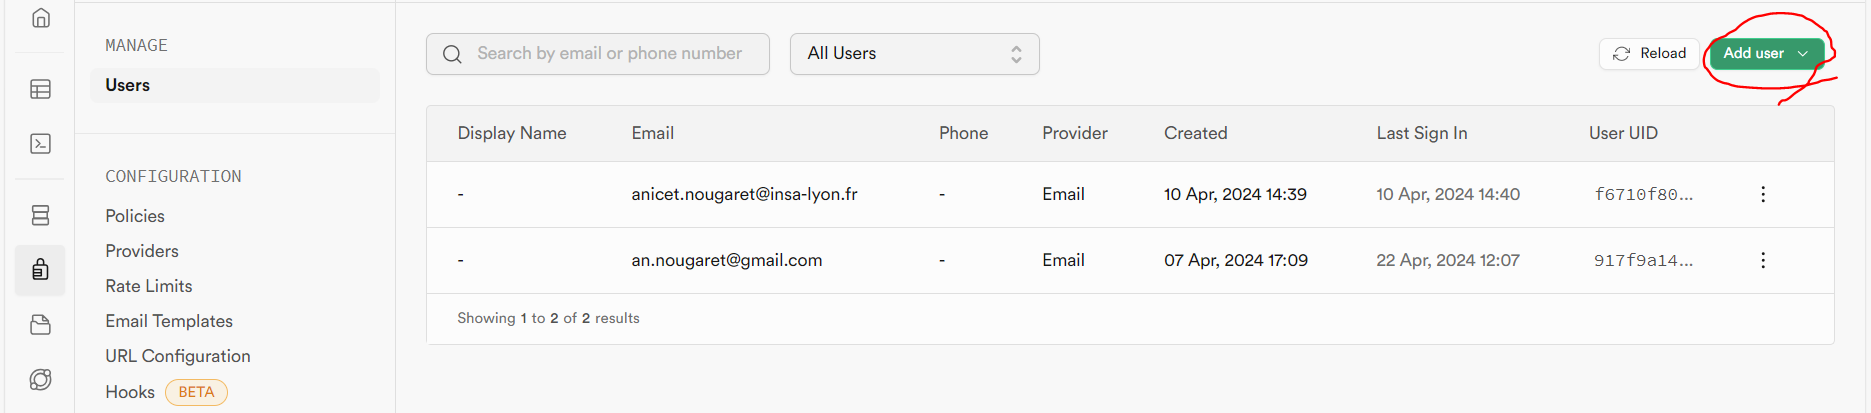 MANAGE
Users
CONFIGURATION
Policies
Providers
Rate Limits
Email Templates
URL Configuration
Hooks BETA
Search by email or phone number All Users Reload Add user
Display Name Email Phone Provider Created Last Sign In User UID
- anicet.nougaret@insa-lyon.fr - Email 10 Apr, 2024 14:39 10 Apr, 2024 14:40 f6710f80...
- an.nougaret@gmail.com - Email 07 Apr, 2024 17:09 22 Apr, 2024 12:07 917f9a14...
Showing 1 to 2 of 2 results